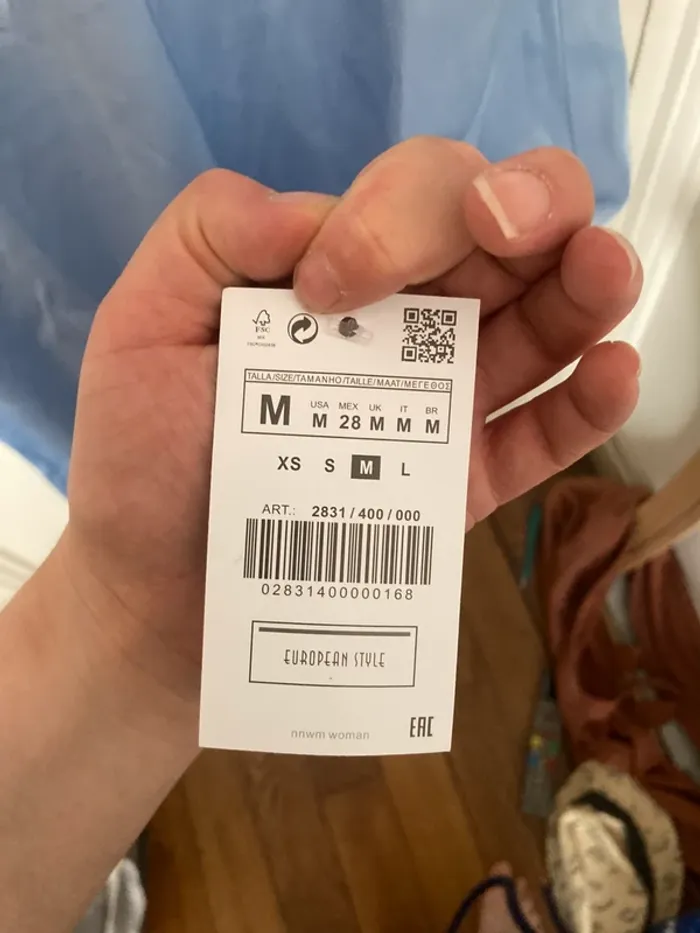 FSC
TALLA/SIZE/TAMANHO/TAILLE/MAAT/ΜΕΓΕΘΟΣ
M
USA MEX UK IT BR
M 28 M M M
XS S M L
ART.: 2831/400/000
02831400000168
EUROPEAN STYLE
nnwm woman
EAC